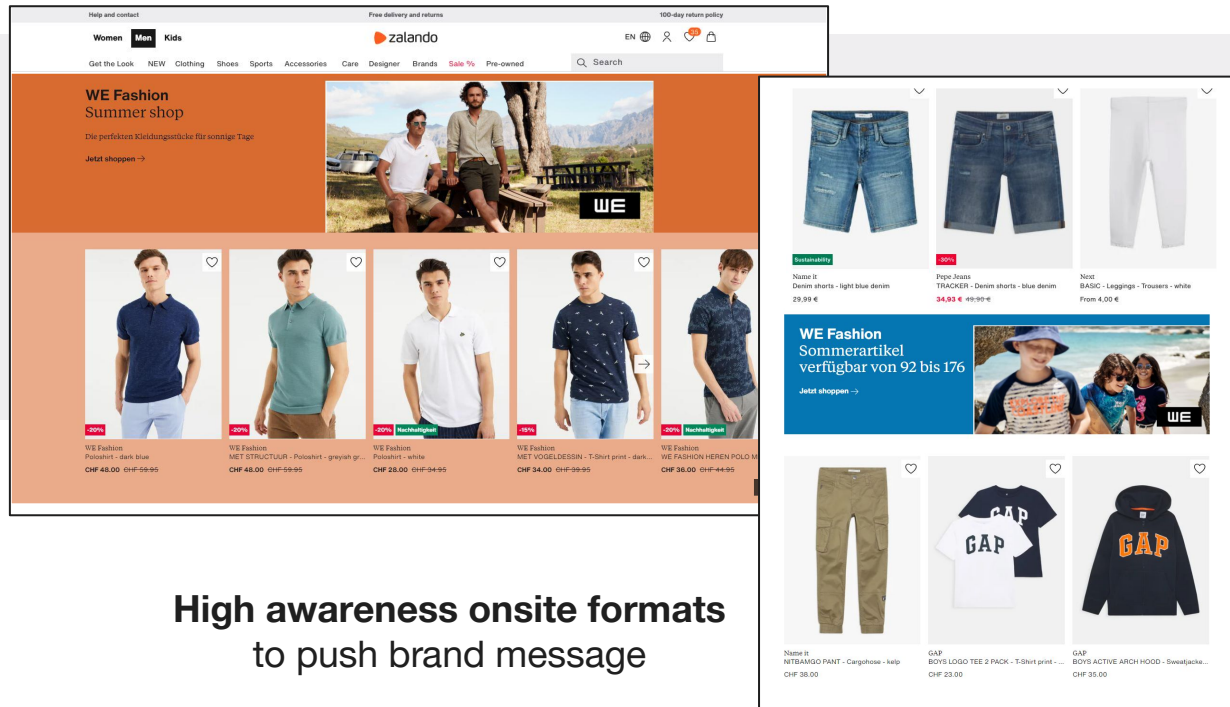 Help and contact
Free delivery and returns
100-day return policy
Women Men Kids
zalando
EN
Get the Look NEW Clothing Shoes Sports Accessories Care Designer Brands Sale % Pre-owned
Search
WE Fashion
Summer shop
Die perfekten Kleidungsstücke für sonnige Tage
Jetzt shoppen →
WE
-20%
WE Fashion
Poloshirt - dark blue
CHF 48.00 CHF 59.95
-20%
WE Fashion
MET STRUCTUUR - Poloshirt - greyish gr...
CHF 48.00 CHF 59.95
-20% Nachhaltigkeit
WE Fashion
Poloshirt - white
CHF 28.00 CHF 34.95
-15%
WE Fashion
MET VOGELDESSIN - T-Shirt print - dark...
CHF 34.00 CHF 39.95
-20% Nachhaltigkeit
WE Fashion
WE FASHION HEREN POLO M
CHF 36.00 CHF 44.95
Sustainability
Name it
Denim shorts - light blue denim
29,99 €
-30%
Pepe Jeans
TRACKER - Denim shorts - blue denim
34,93 € 49,90 €
Next
BASIC - Leggings - Trousers - white
From 4,00 €
WE Fashion
Sommerartikel
verfügbar von 92 bis 176
Jetzt shoppen →
WE
Name it
NITBAMGO PANT - Cargohose - kelp
CHF 38.00
GAP
GAP
GAP
BOYS LOGO TEE 2 PACK - T-Shirt print - ...
CHF 23.00
GAP
GAP
BOYS ACTIVE ARCH HOOD - Sweatjacke...
CHF 35.00
High awareness onsite formats
to push brand message